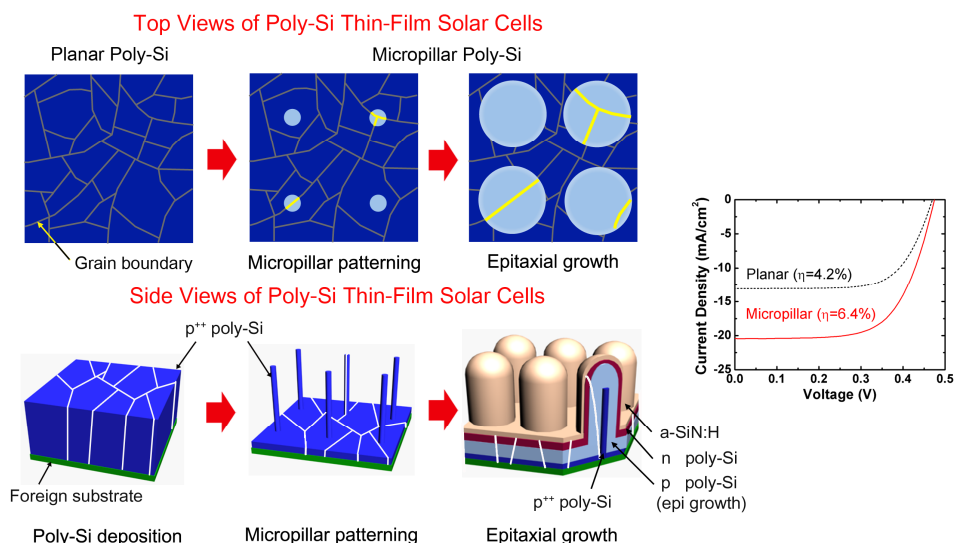 Top Views of Poly-Si Thin-Film Solar Cells
Planar Poly-Si
Micropillar Poly-Si
Grain boundary
Micropillar patterning
Epitaxial growth
Side Views of Poly-Si Thin-Film Solar Cells
p++ poly-Si
Foreign substrate
Poly-Si deposition
Micropillar patterning
p++ poly-Si
Epitaxial growth
a-SiN:H
n poly-Si
p poly-Si
(epi growth)
Current Density (mA/cm²)
0
-5
-10
-15
-20
-25
Planar (η=4.2%)
Micropillar (η=6.4%)
0.0 0.1 0.2 0.3 0.4 0.5
Voltage (V)